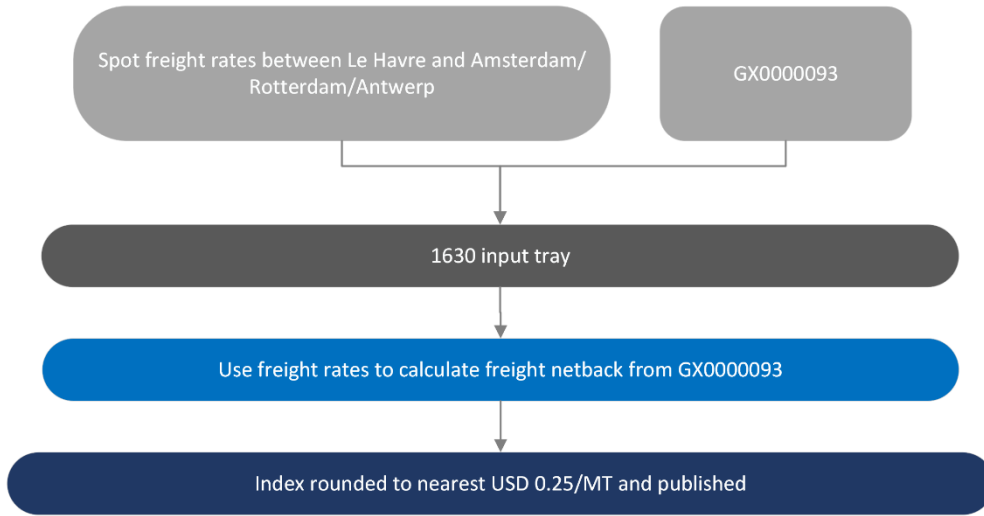 Spot freight rates between Le Havre and Amsterdam/
Rotterdam/Antwerp
GX0000093
1630 input tray
Use freight rates to calculate freight netback from GX0000093
Index rounded to nearest USD 0.25/MT and published